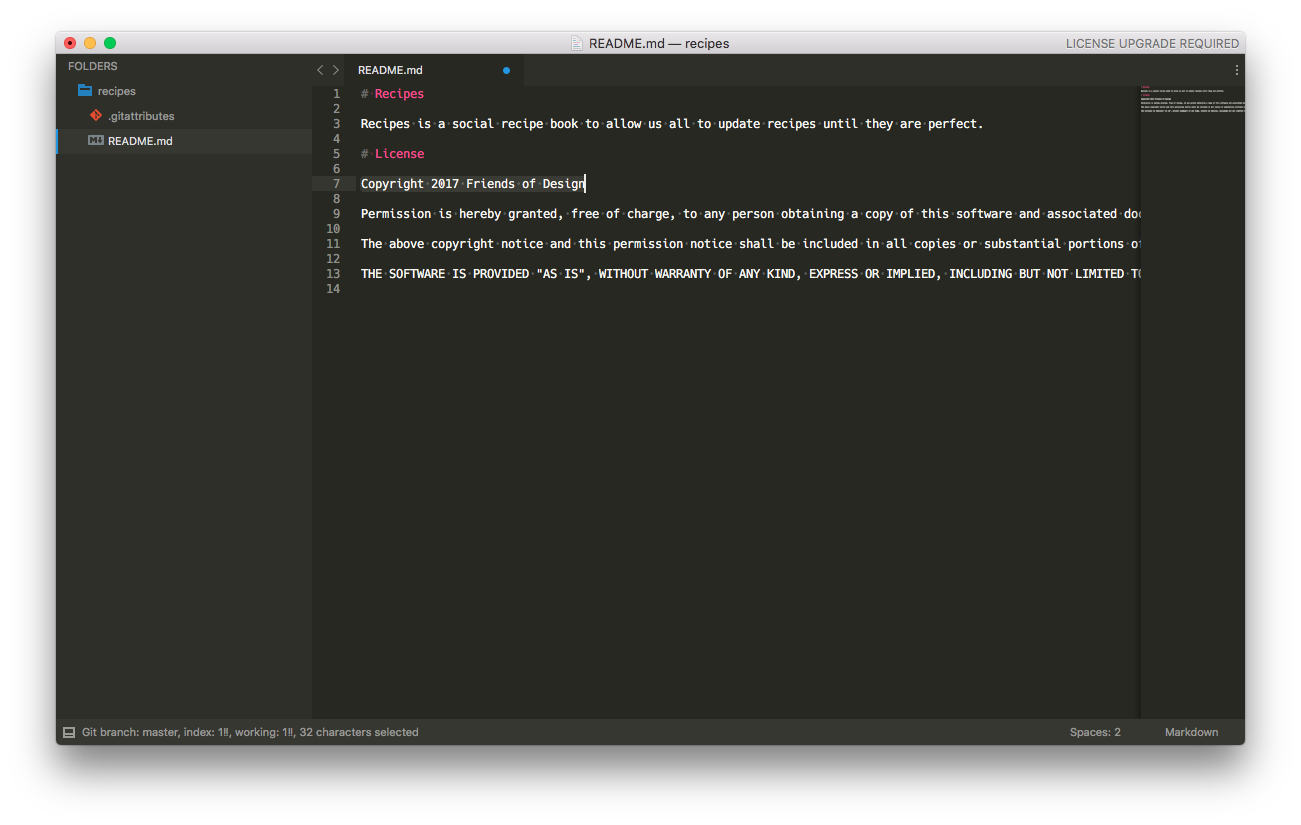 README.md — recipes
LICENSE UPGRADE REQUIRED
FOLDERS
recipes
.gitattributes
README.md
README.md
1 # Recipes
2
3 Recipes is a social recipe book to allow us all to update recipes until they are perfect.
4
5 # License
6
7 Copyright 2017 Friends of Design
8
9 Permission is hereby granted, free of charge, to any person obtaining a copy of this software and associated doc
10
11 The above copyright notice and this permission notice shall be included in all copies or substantial portions of
12
13 THE SOFTWARE IS PROVIDED "AS IS", WITHOUT WARRANTY OF ANY KIND, EXPRESS OR IMPLIED, INCLUDING BUT NOT LIMITED TO
14
Git branch: master, index: 1!!, working: 1!!, 32 characters selected
Spaces: 2
Markdown